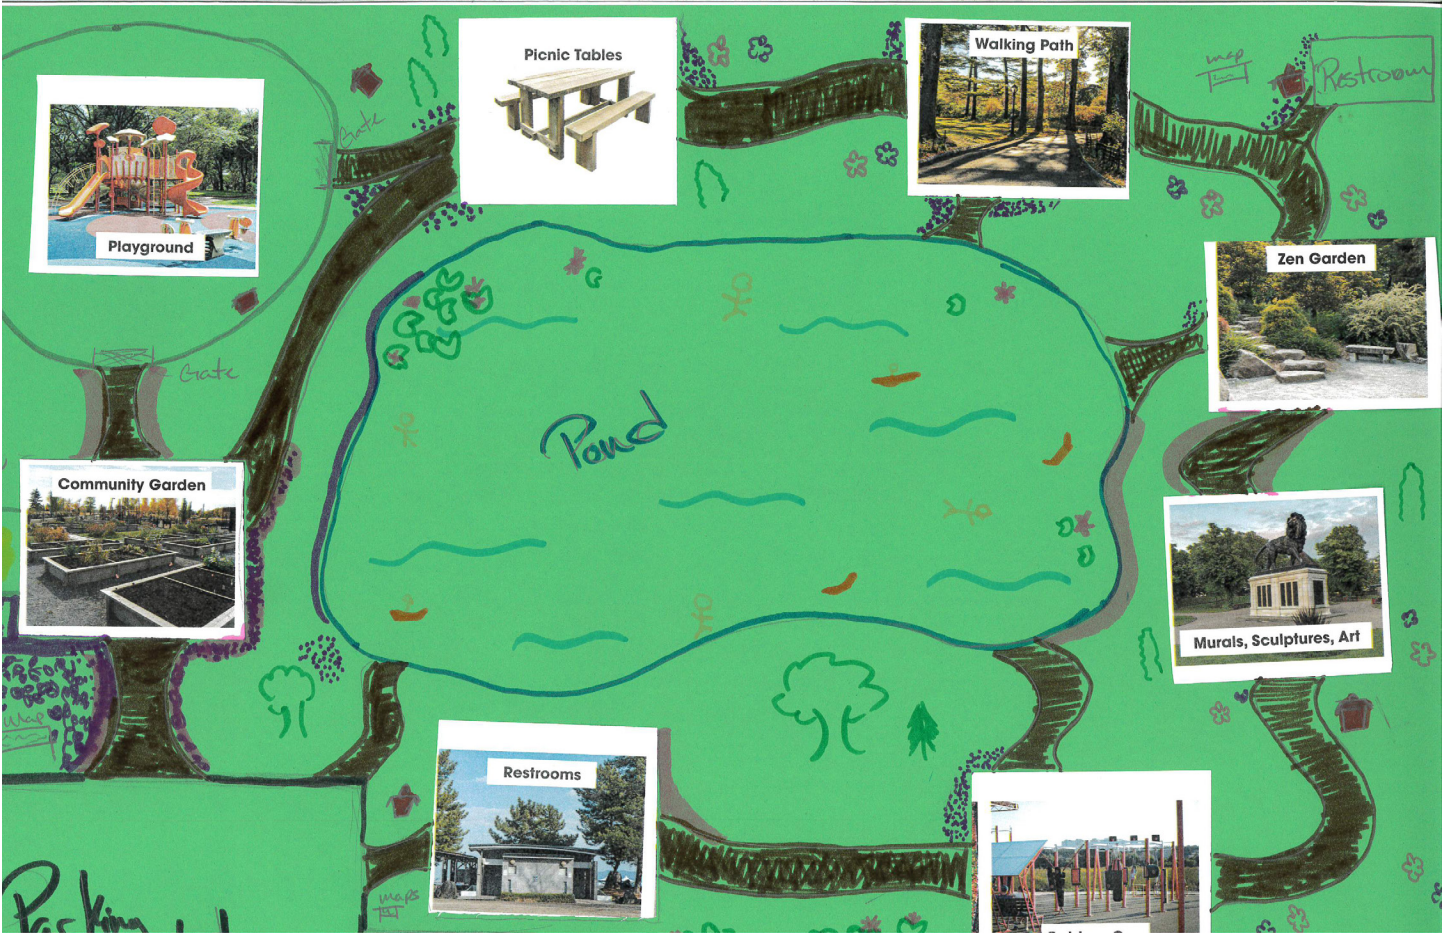 Picnic Tables
Walking Path
map
Restroom
Gate
Playground
Zen Garden
Gate
Pond
Community Garden
Murals, Sculptures, Art
Map
Restrooms
maps
Parking